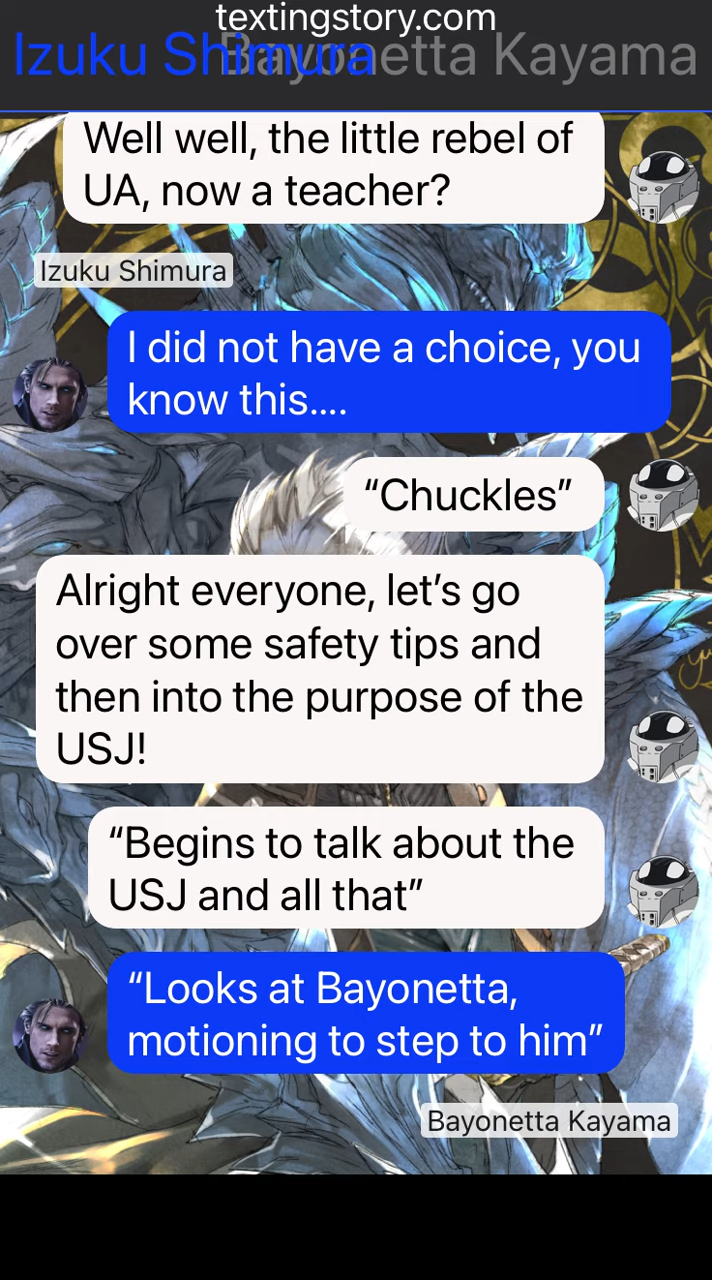 textingstory.com
Izuku Shimura Bayonetta Kayama
Well well, the little rebel of
UA, now a teacher?
Izuku Shimura
I did not have a choice, you
know this....
“Chuckles”
Alright everyone, let’s go
over some safety tips and
then into the purpose of the
USJ!
“Begins to talk about the
USJ and all that”
“Looks at Bayonetta,
motioning to step to him”
Bayonetta Kayama